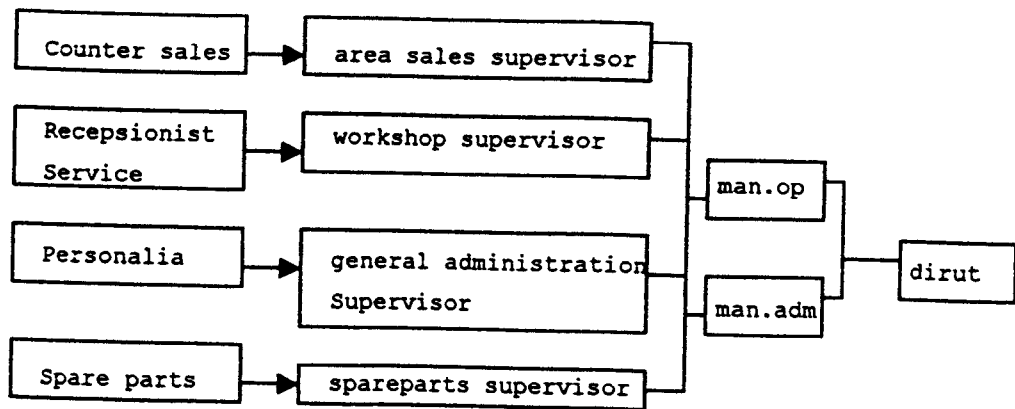 Counter sales
area sales supervisor
Recepsionist
Service
workshop supervisor
man.op
Personalia
general administration
Supervisor
dirut
man.adm
Spare parts
spareparts supervisor